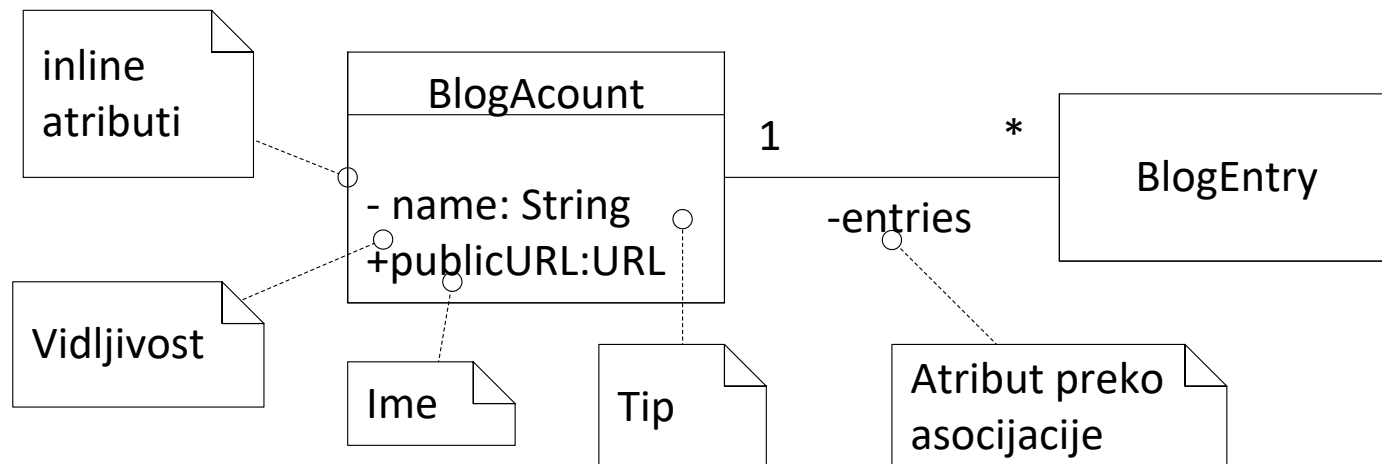 inline
atributi
BlogAcount
1
*
BlogEntry
- name: String
-entries
+publicURL:URL
Vidljivost
Ime
Tip
Atribut preko
asocijacije